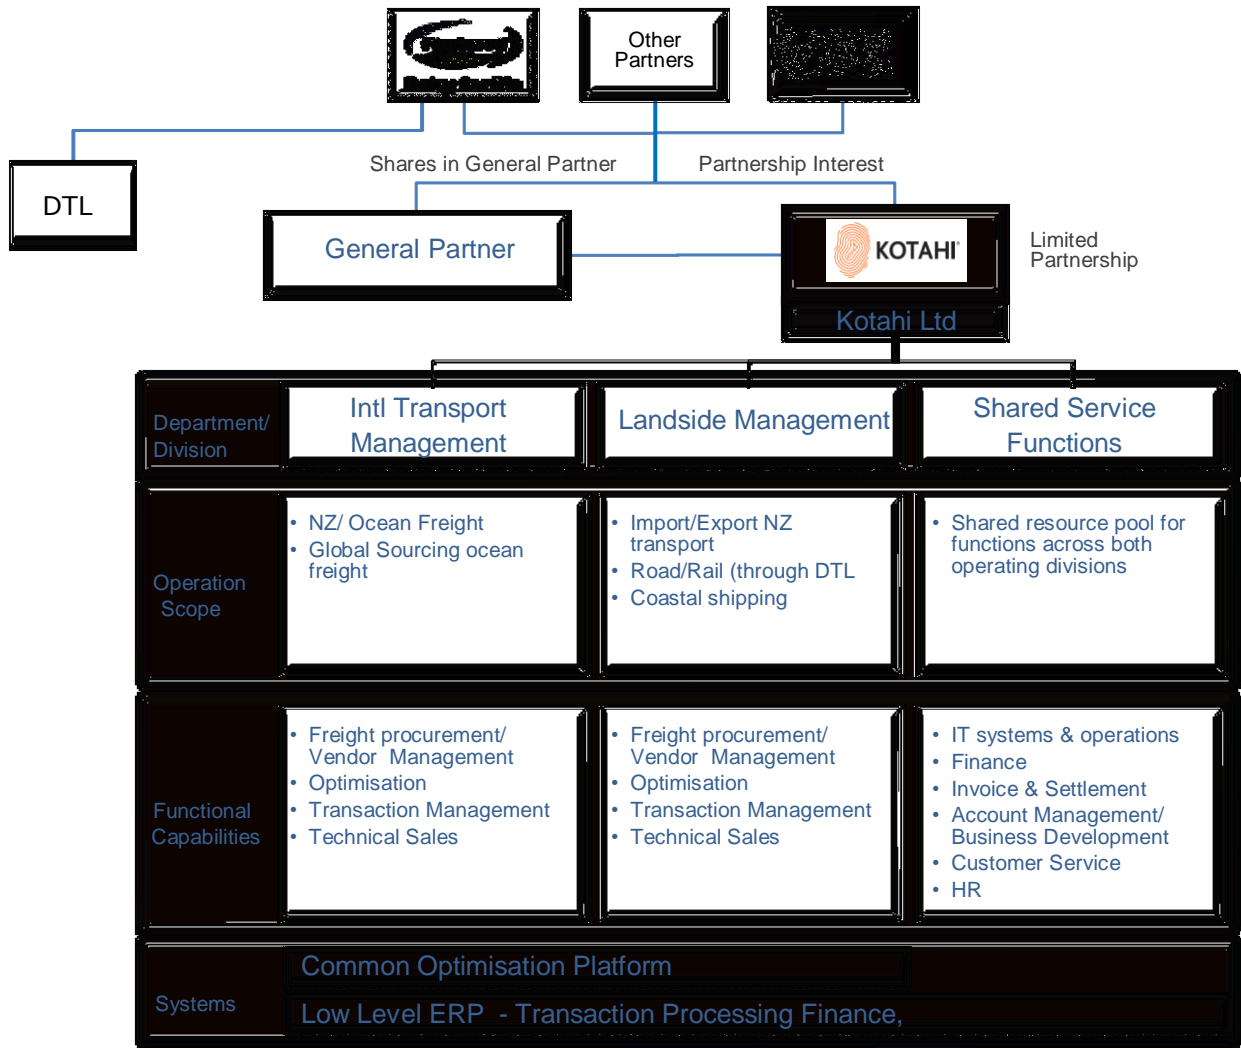 Other
Partners
Shares in General Partner
Partnership Interest
DTL
General Partner
KOTAHI
Limited
Partnership
Kotahi Ltd
Department/
Division
Intl Transport
Management
Landside Management
Shared Service
Functions
Operation
Scope
• NZ/ Ocean Freight
• Global Sourcing ocean
freight
• Import/Export NZ
transport
• Road/Rail (through DTL
• Coastal shipping
• Shared resource pool for
functions across both
operating divisions
Functional
Capabilities
• Freight procurement/
Vendor Management
• Optimisation
• Transaction Management
• Technical Sales
• Freight procurement/
Vendor Management
• Optimisation
• Transaction Management
• Technical Sales
• IT systems & operations
• Finance
• Invoice & Settlement
• Account Management/
Business Development
• Customer Service
• HR
Systems
Common Optimisation Platform
Low Level ERP - Transaction Processing Finance,